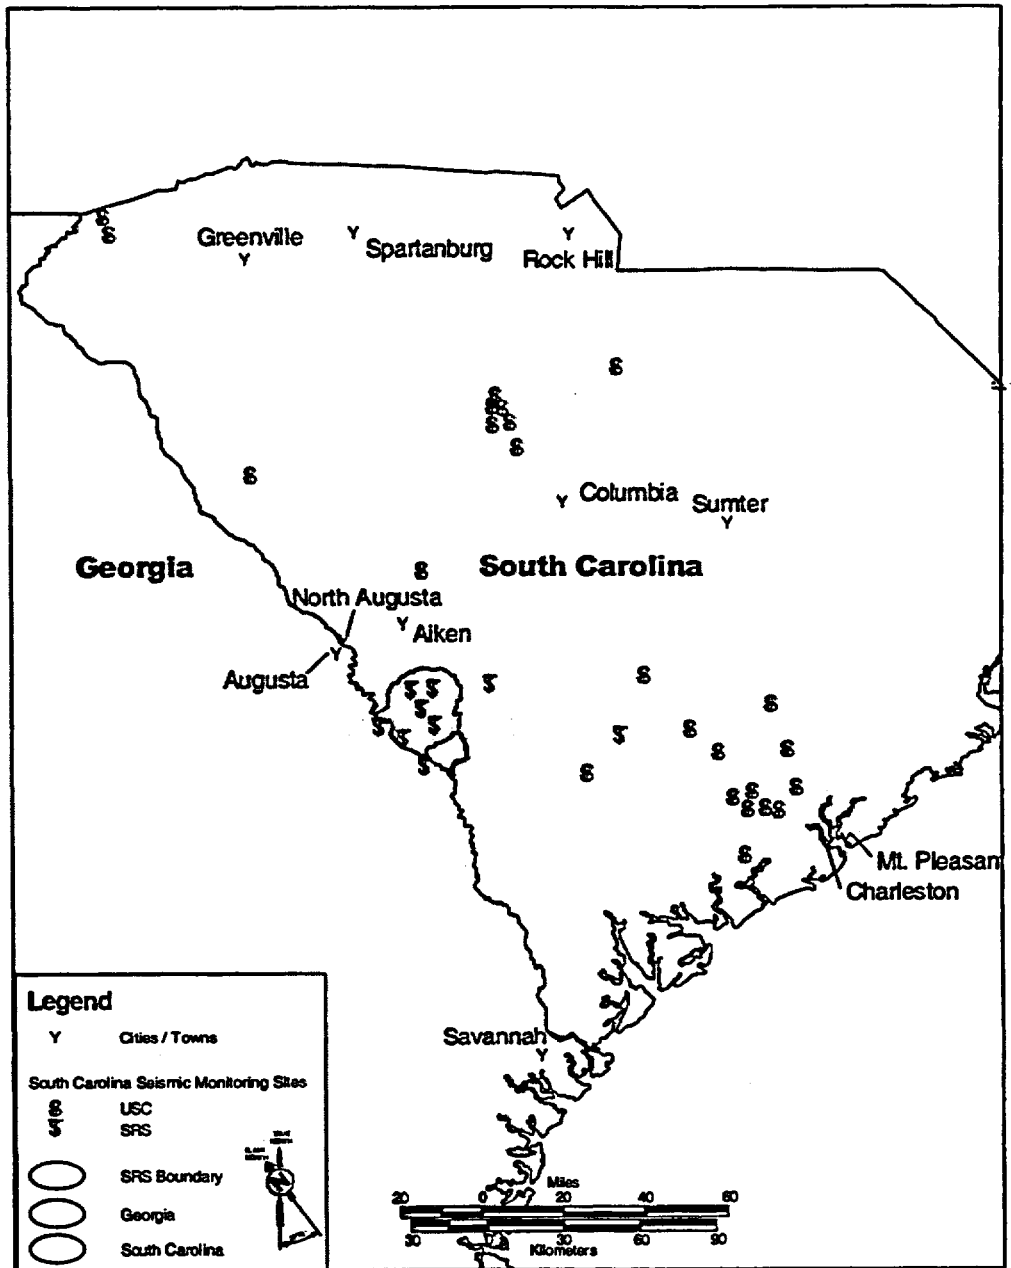 Greenville
Spartanburg
Rock Hill
Columbia
Sumter
Georgia
South Carolina
North Augusta
Aiken
Augusta
Mt. Pleasan
Charleston
Savannah
Legend
Y Cities / Towns
South Carolina Seismic Monitoring Sites
USC
SRS
SRS Boundary
Georgia
South Carolina
Miles
20 0 20 40 60
30 0 30 60 90
Kilometers